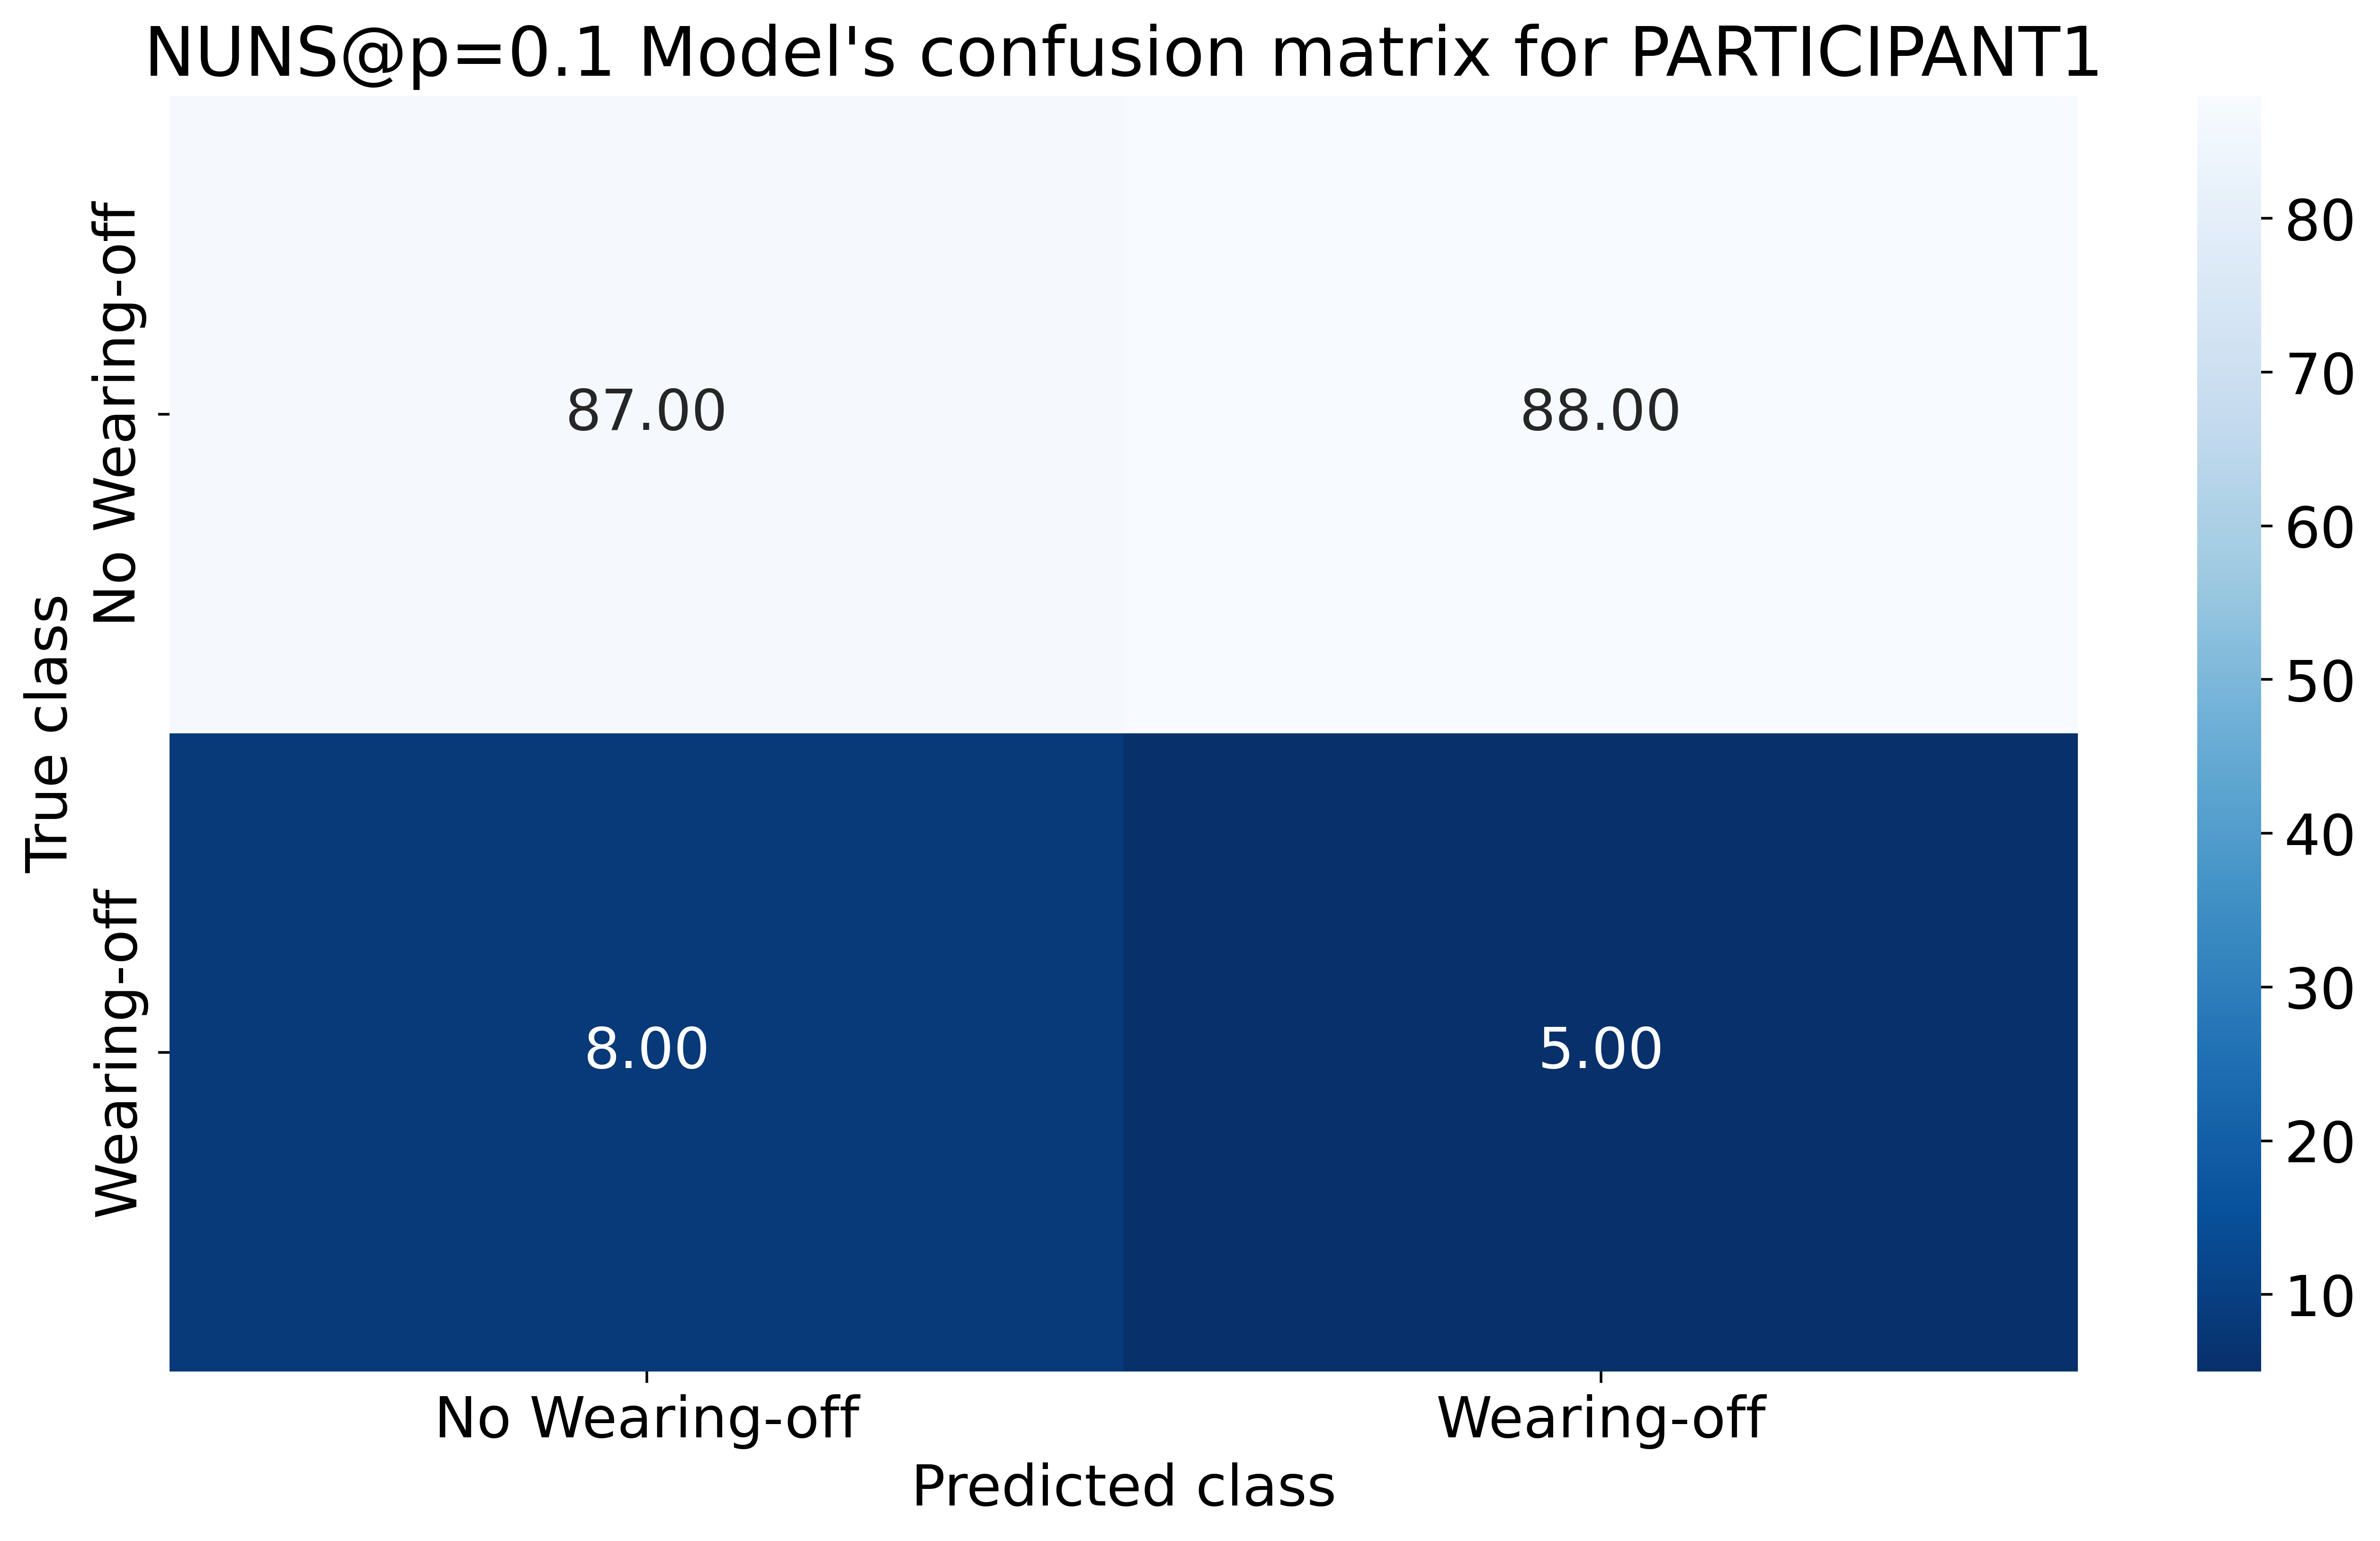 NUNS@p=0.1 Model's confusion matrix for PARTICIPANT1
True class
No Wearing-off
Wearing-off
87.00
88.00
8.00
5.00
No Wearing-off
Wearing-off
Predicted class
80
70
60
50
40
30
20
10